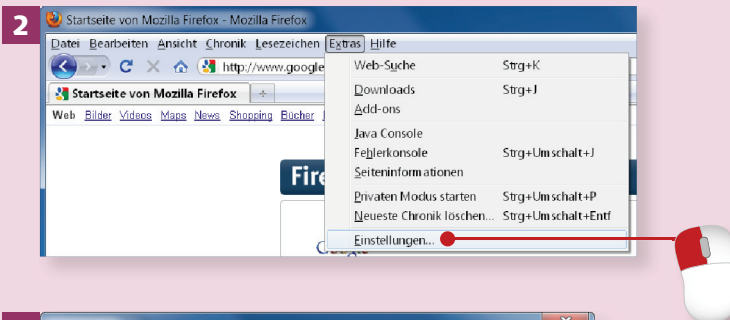 2
Startseite von Mozilla Firefox - Mozilla Firefox
Datei Bearbeiten Ansicht Chronik Lesezeichen Extras Hilfe
http://www.google
Startseite von Mozilla Firefox
Web Bilder Videos Maps News Shopping Bücher
Web-Suche Strg+K
Downloads Strg+J
Add-ons
Java Console
Fehlerkonsole Strg+Umschalt+J
Seiteninformationen
Privaten Modus starten Strg+Umschalt+P
Neueste Chronik löschen... Strg+Umschalt+Entf
Einstellungen...
Fire